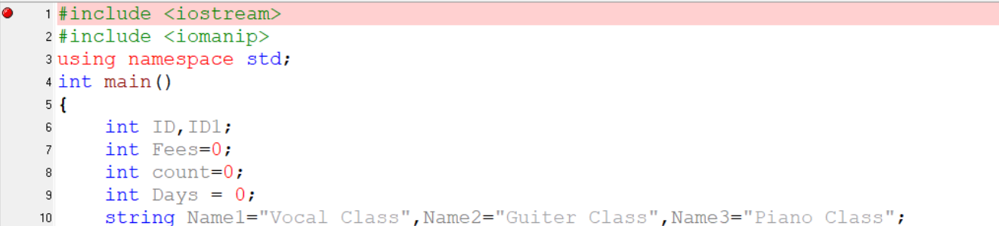 1 #include <iostream>
2 #include <iomanip>
3 using namespace std;
4 int main()
5 {
6 int ID,ID1;
7 int Fees=0;
8 int count=0;
9 int Days = 0;
10 string Name1="Vocal Class",Name2="Guiter Class",Name3="Piano Class";